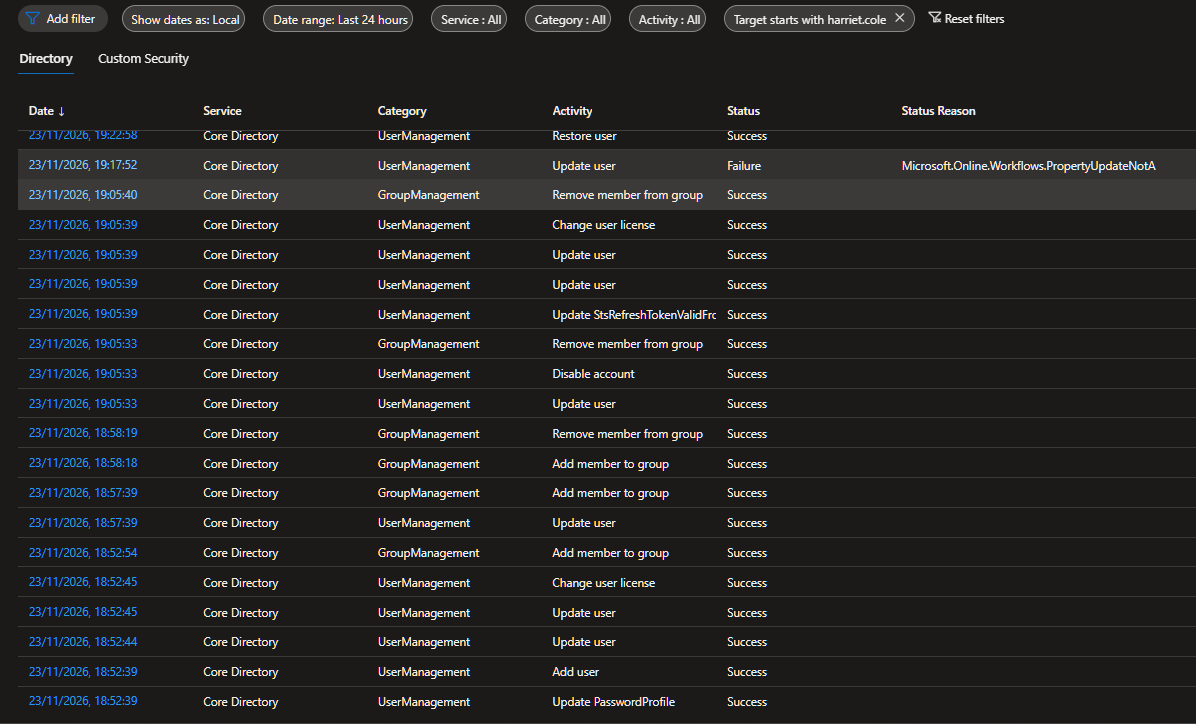 Add filter Show dates as: Local Date range: Last 24 hours Service : All Category : All Activity : All Target starts with harriet.cole Reset filters
Directory Custom Security
Date ↓ Service Category Activity Status Status Reason
23/11/2026, 19:22:58 Core Directory UserManagement Restore user Success
23/11/2026, 19:17:52 Core Directory UserManagement Update user Failure Microsoft.Online.Workflows.PropertyUpdateNotA
23/11/2026, 19:05:40 Core Directory GroupManagement Remove member from group Success
23/11/2026, 19:05:39 Core Directory UserManagement Change user license Success
23/11/2026, 19:05:39 Core Directory UserManagement Update user Success
23/11/2026, 19:05:39 Core Directory UserManagement Update user Success
23/11/2026, 19:05:39 Core Directory UserManagement Update StsRefreshTokenValidFrc Success
23/11/2026, 19:05:33 Core Directory GroupManagement Remove member from group Success
23/11/2026, 19:05:33 Core Directory UserManagement Disable account Success
23/11/2026, 19:05:33 Core Directory UserManagement Update user Success
23/11/2026, 18:58:19 Core Directory GroupManagement Remove member from group Success
23/11/2026, 18:58:18 Core Directory GroupManagement Add member to group Success
23/11/2026, 18:57:39 Core Directory GroupManagement Add member to group Success
23/11/2026, 18:57:39 Core Directory UserManagement Update user Success
23/11/2026, 18:52:54 Core Directory GroupManagement Add member to group Success
23/11/2026, 18:52:45 Core Directory UserManagement Change user license Success
23/11/2026, 18:52:45 Core Directory UserManagement Update user Success
23/11/2026, 18:52:44 Core Directory UserManagement Update user Success
23/11/2026, 18:52:39 Core Directory UserManagement Add user Success
23/11/2026, 18:52:39 Core Directory UserManagement Update PasswordProfile Success